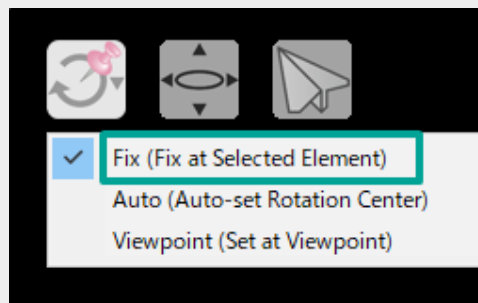 Fix (Fix at Selected Element)
Auto (Auto-set Rotation Center)
Viewpoint (Set at Viewpoint)